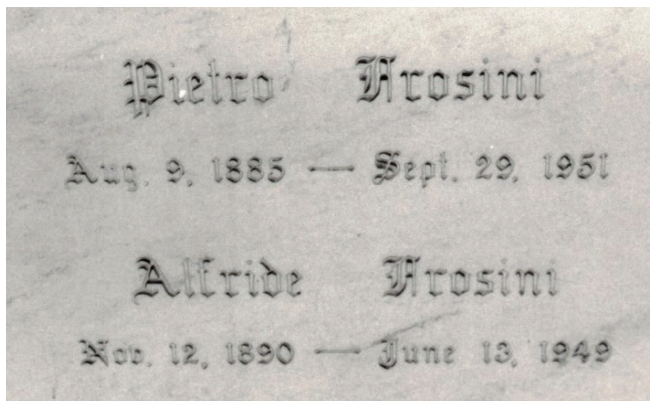 Pietro Frosini
Aug. 9, 1885 — Sept. 29, 1951
Alfride Frosini
Nov. 12, 1890 — June 13, 1949